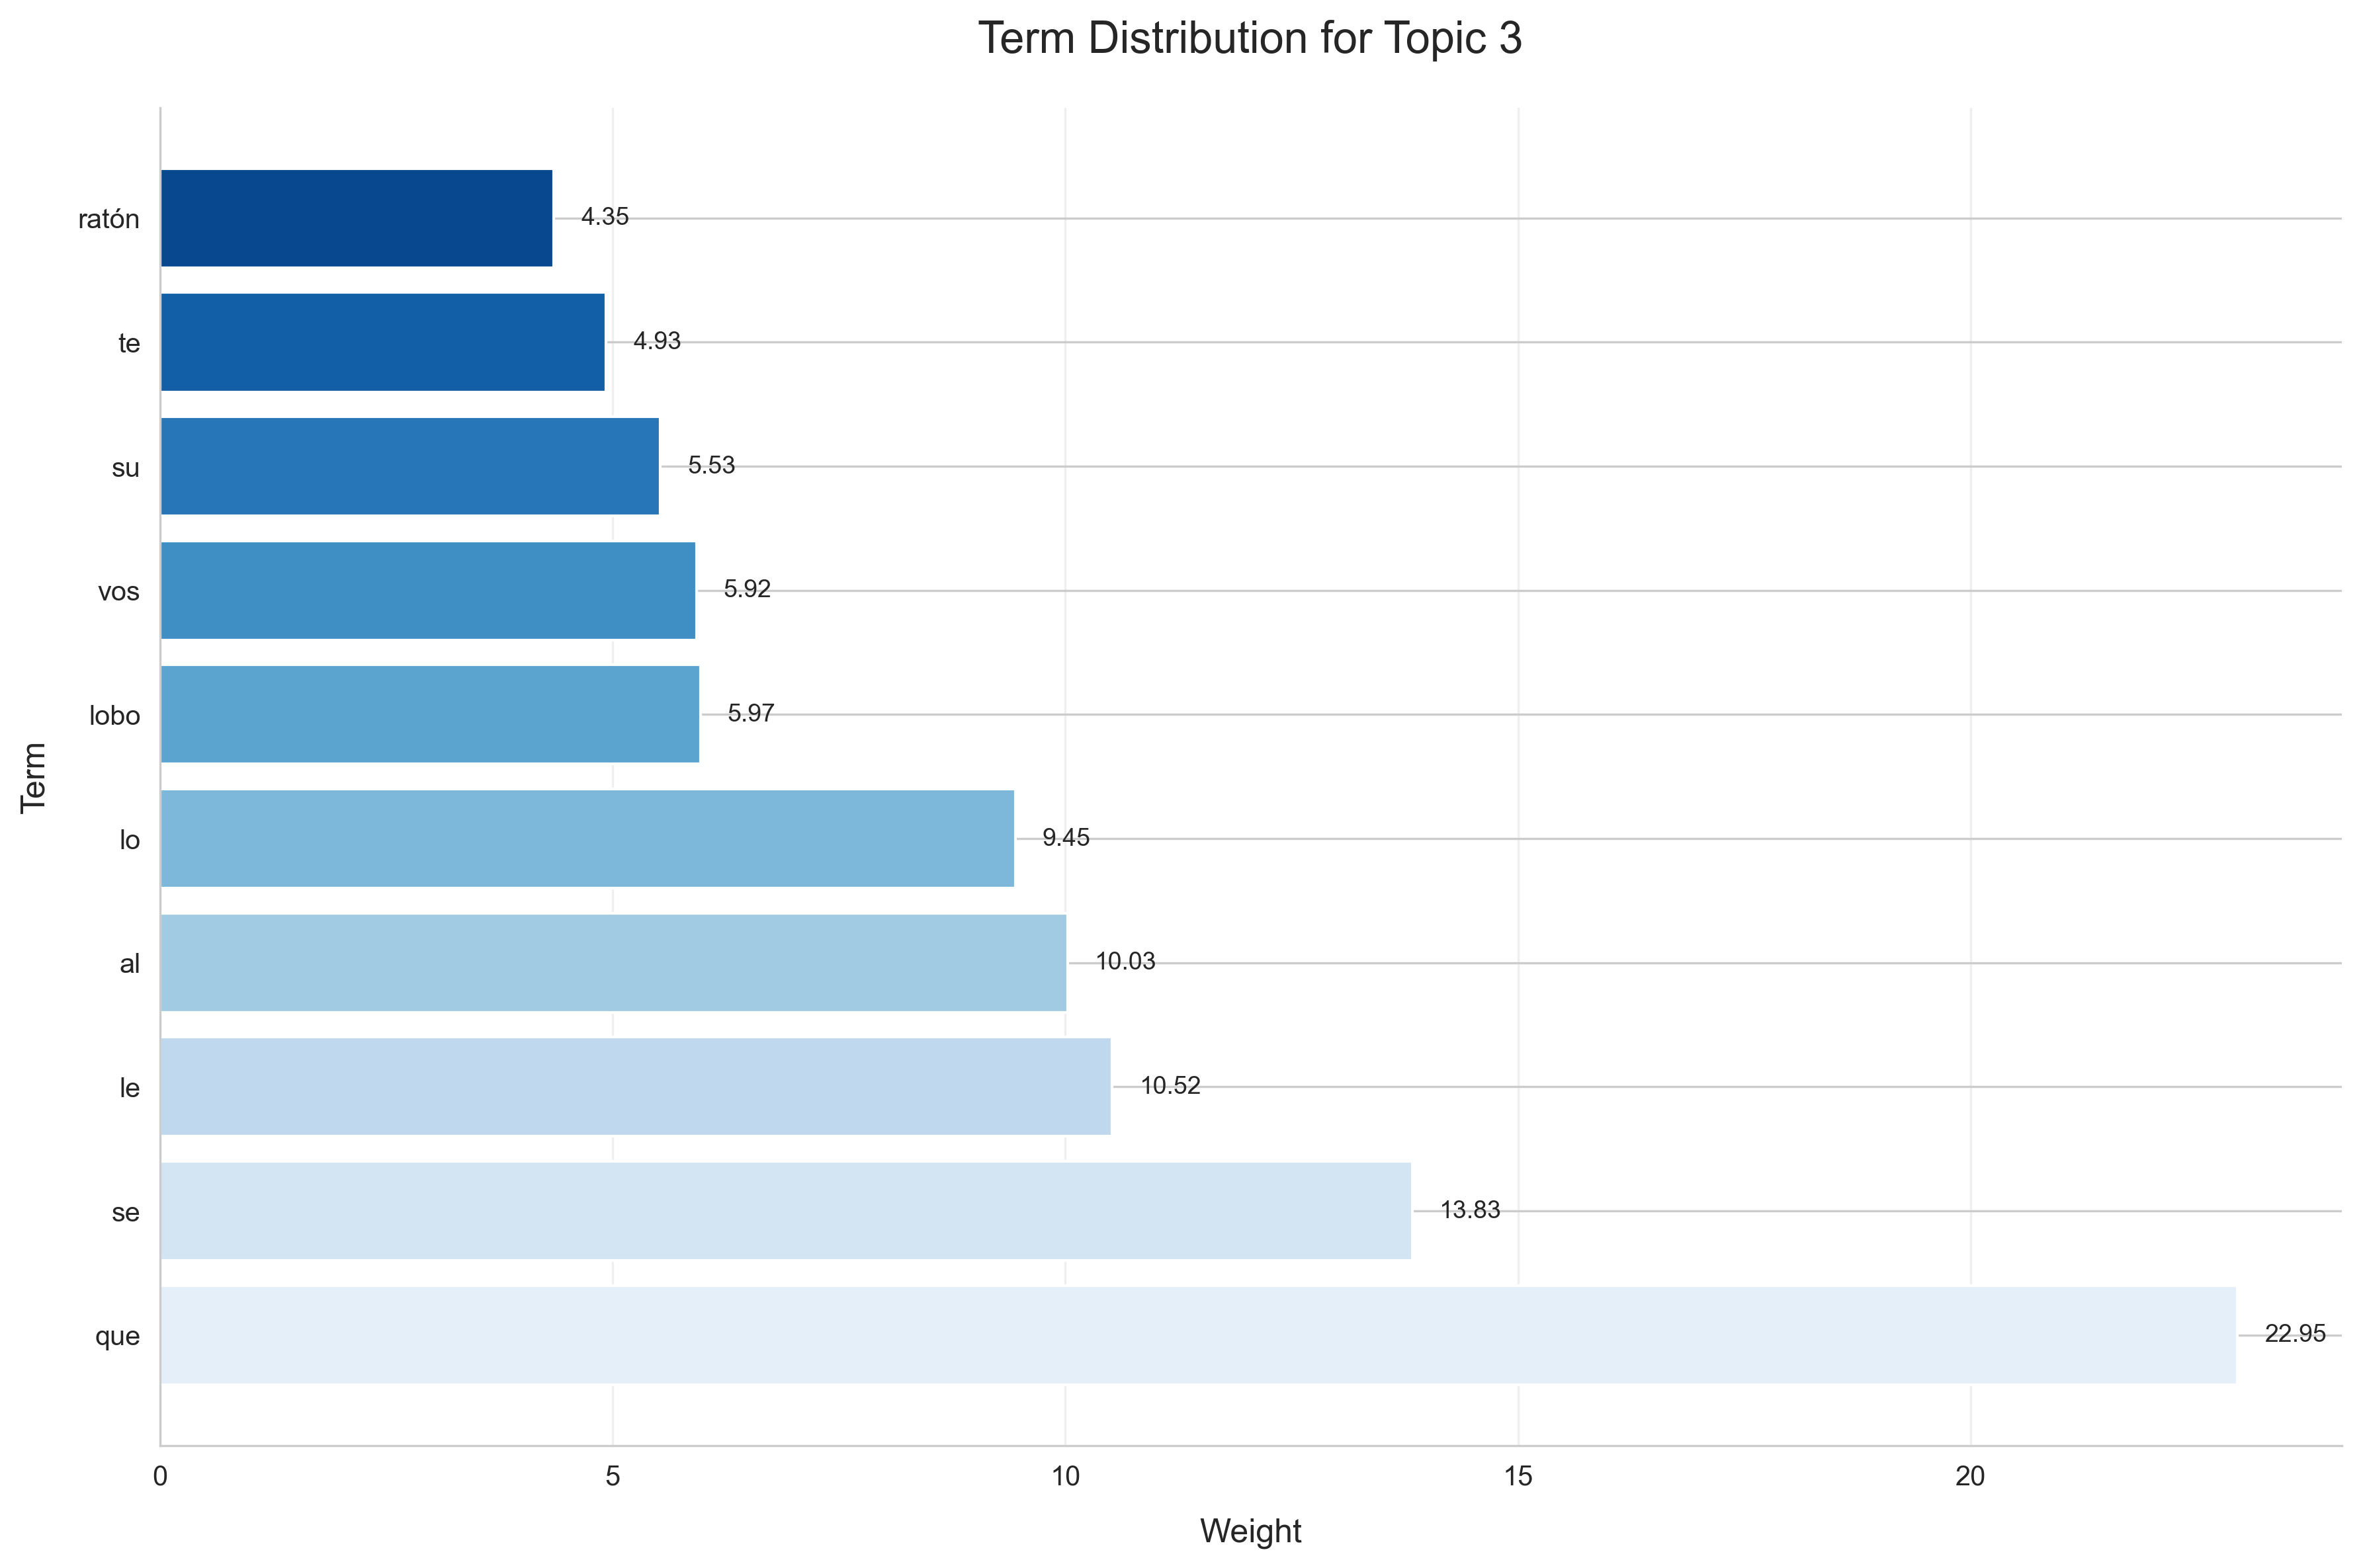 Term Distribution for Topic 3
ratón 4.35
te 4.93
su 5.53
vos 5.92
lobo 5.97
lo 9.45
al 10.03
le 10.52
se 13.83
que 22.95
Term
0 5 10 15 20
Weight